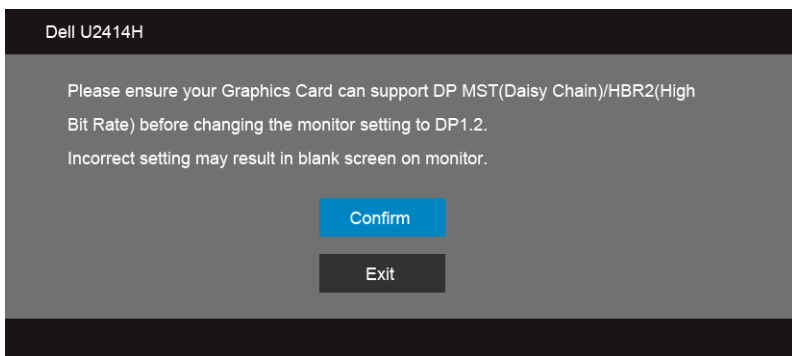 Dell U2414H
Please ensure your Graphics Card can support DP MST(Daisy Chain)/HBR2(High
Bit Rate) before changing the monitor setting to DP1.2.
Incorrect setting may result in blank screen on monitor.
Confirm
Exit